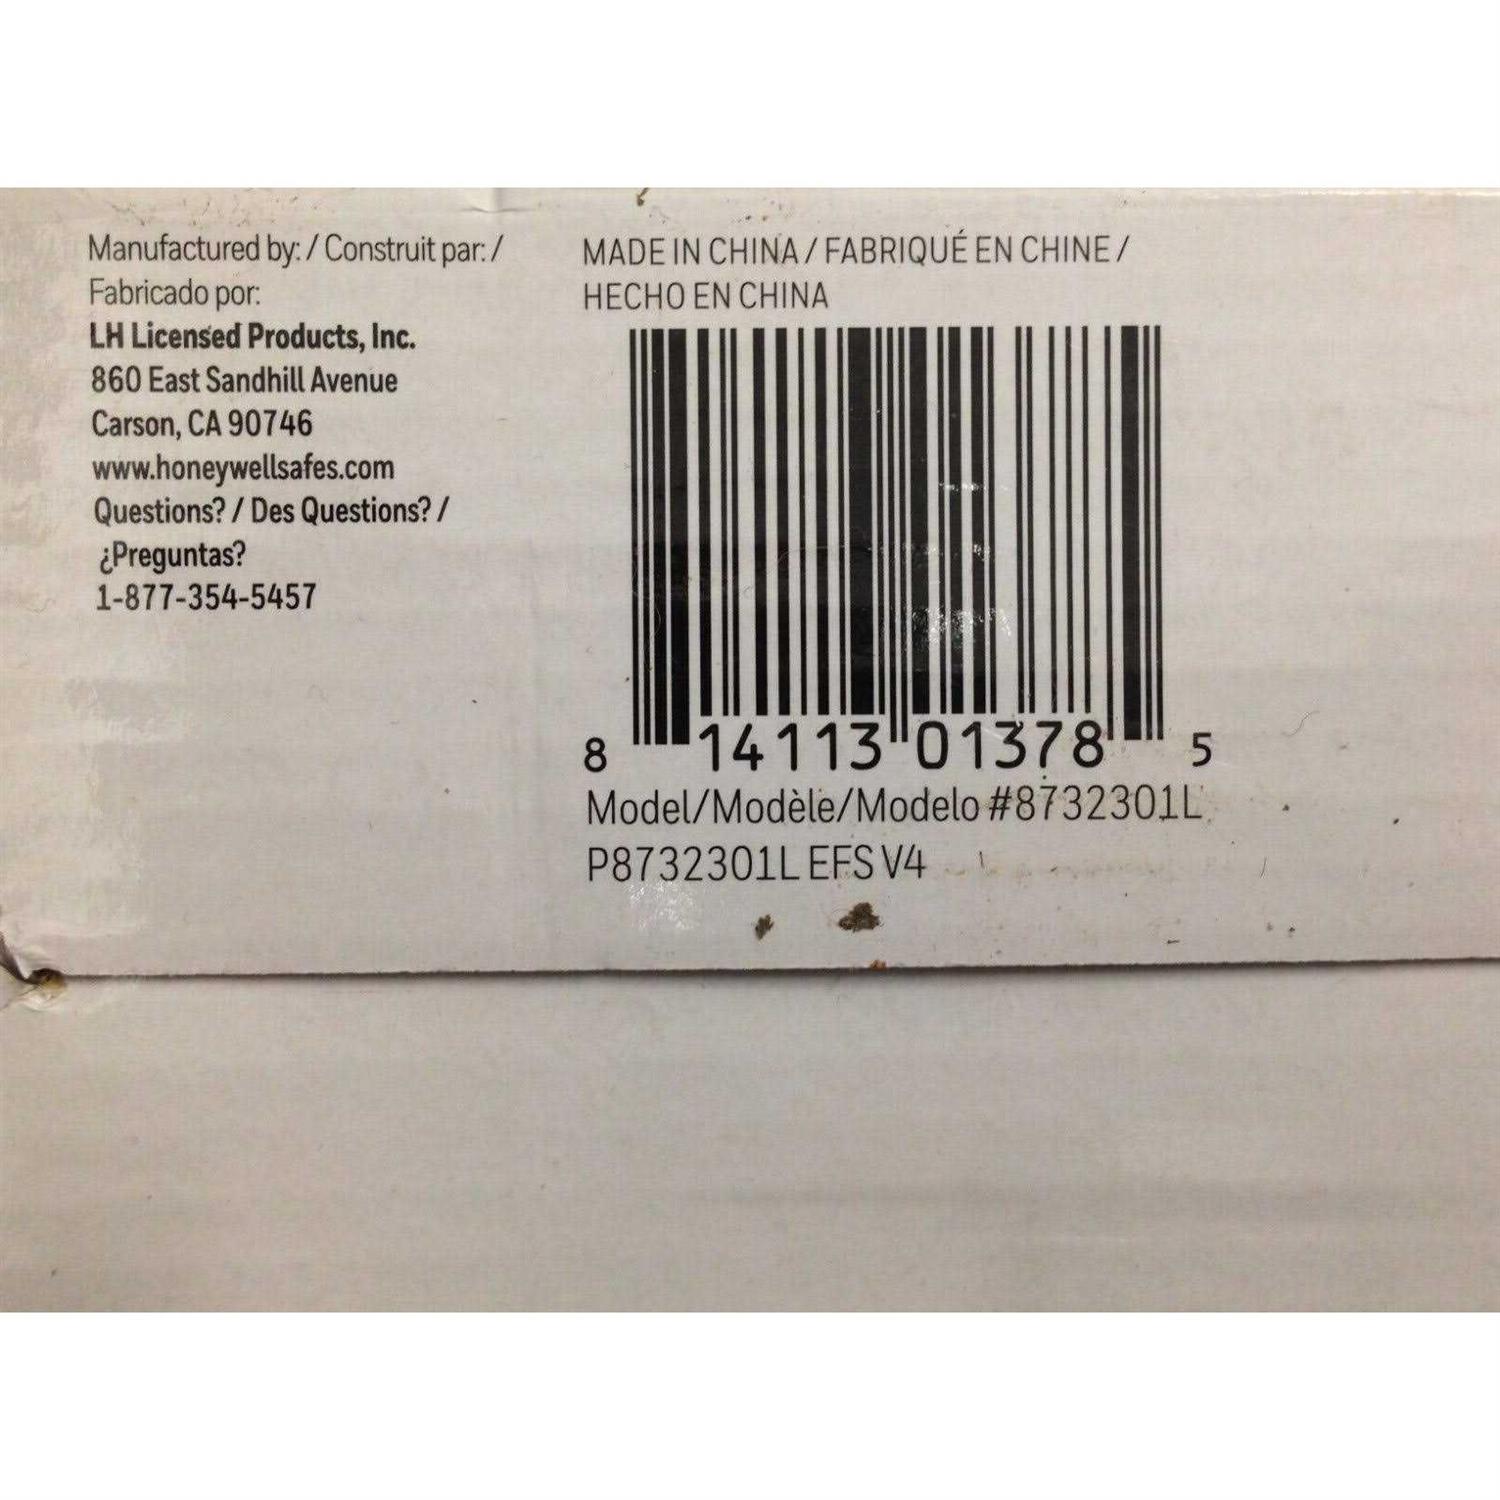 Manufactured by: / Construit par: /
Fabricado por:
LH Licensed Products, Inc.
860 East Sandhill Avenue
Carson, CA 90746
www.honeywellsafes.com
Questions? / Des Questions? /
¿Preguntas?
1-877-354-5457
MADE IN CHINA / FABRIQUÉ EN CHINE /
HECHO EN CHINA
8 14113 01378 5
Model/Modèle/Modelo #8732301L
P8732301L EFS V4